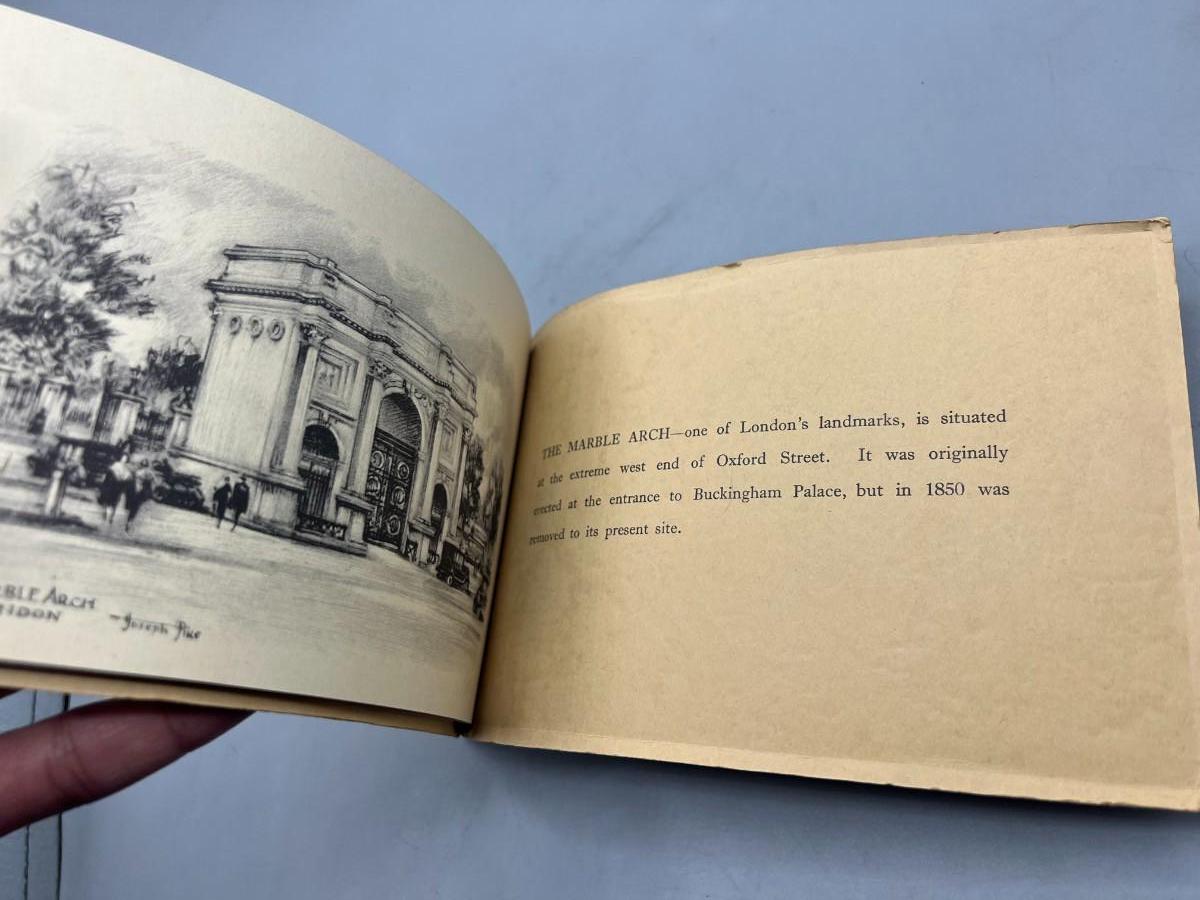 BLE ARCH
Joseph Pike
THE MARBLE ARCH—one of London's landmarks, is situated
at the extreme west end of Oxford Street. It was originally
erected at the entrance to Buckingham Palace, but in 1850 was
removed to its present site.